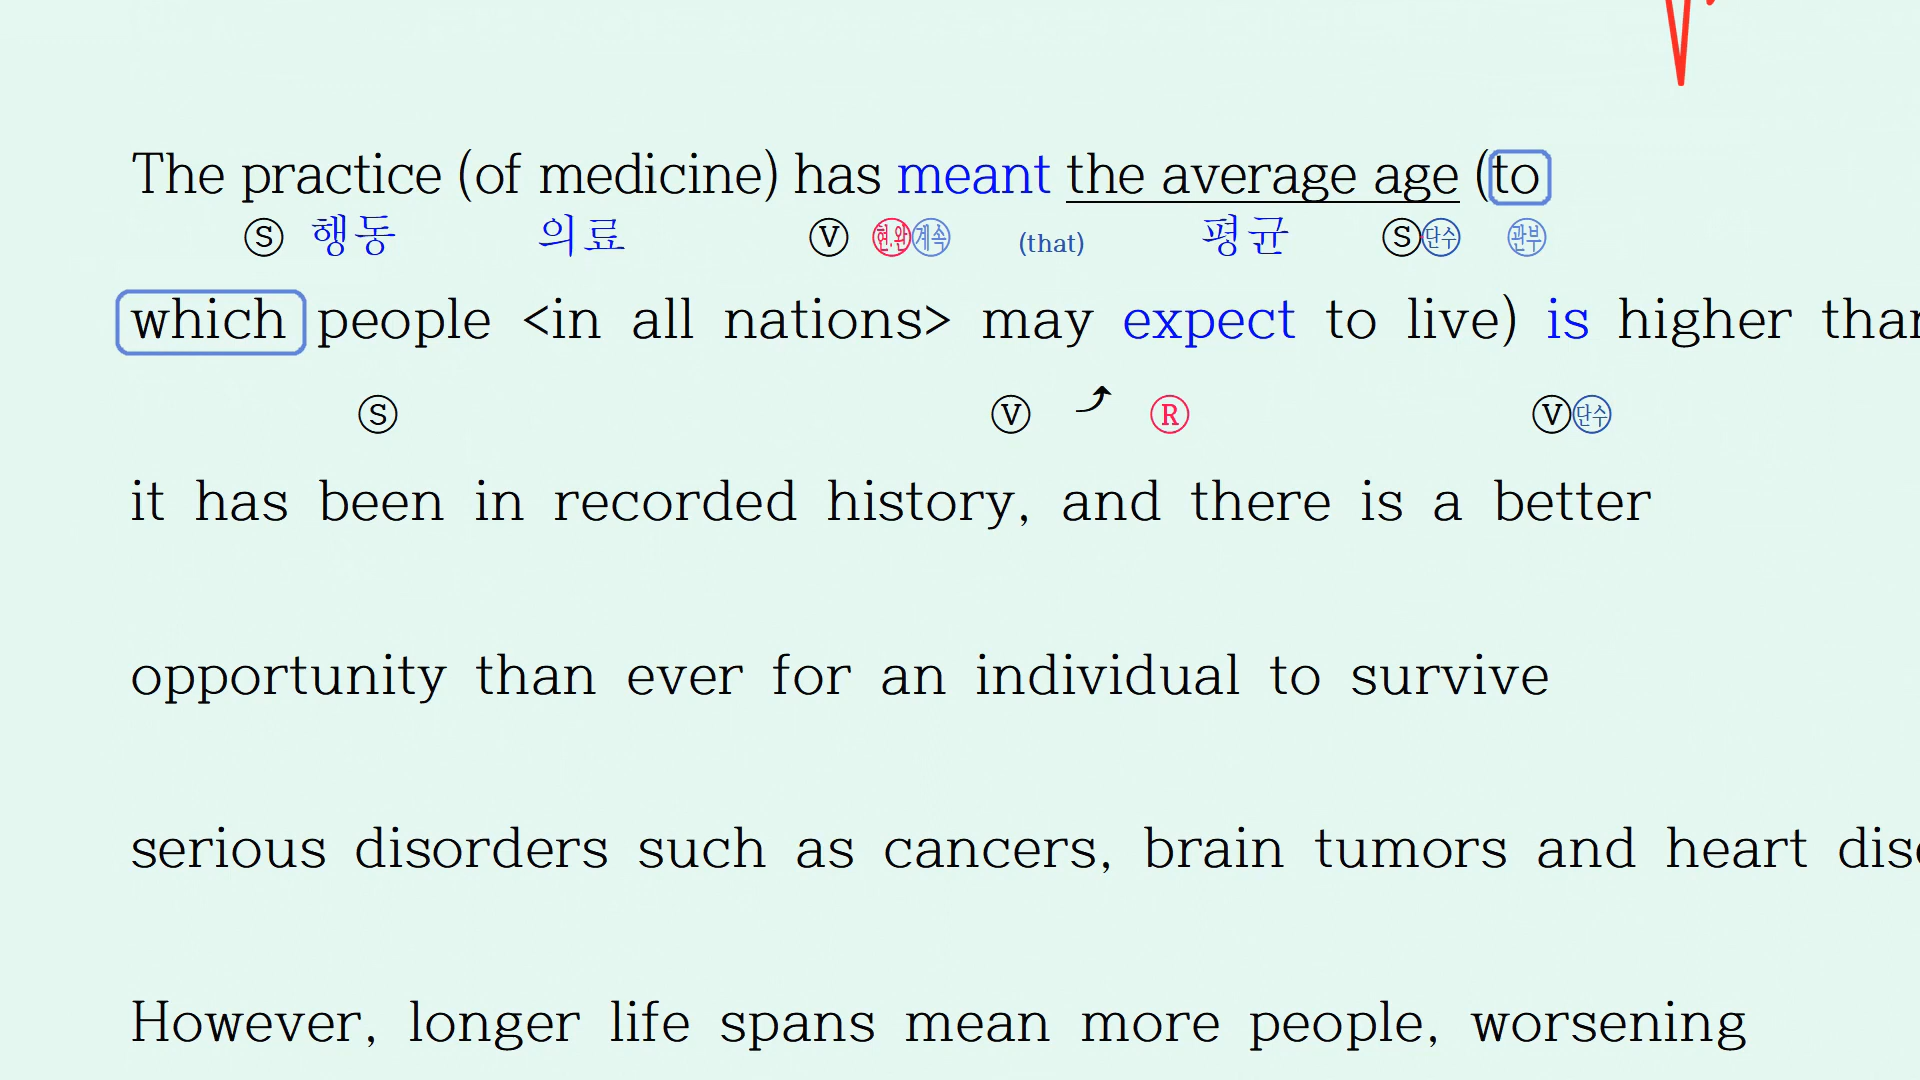 The practice (of medicine) has meant the average age (to
Ⓢ 행동 의료 Ⓥ 현.완 계속 (that) 평균 Ⓢ 단수 관부
which people <in all nations> may expect to live) is higher than
Ⓢ Ⓥ Ⓡ Ⓥ 단수
it has been in recorded history, and there is a better
opportunity than ever for an individual to survive
serious disorders such as cancers, brain tumors and heart
However, longer life spans mean more people, worsening